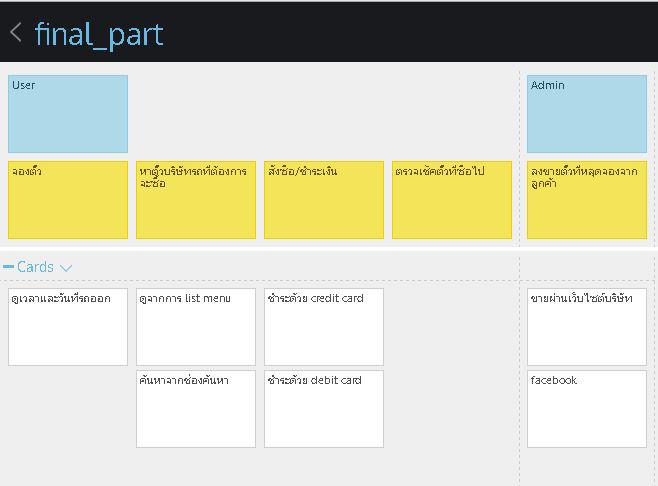 final_part
User
Admin
จองตั๋ว
หาตั๋วบริษัทรถที่ต้องการ
จะซื้อ
สั่งซื้อ/ชำระเงิน
ตรวจเช็คตั๋วที่ซื้อไป
ลงขายตั๋วที่หลุดจองจาก
ลูกค้า
Cards
ดูเวลาและวันที่รถออก
ดูจากการ list menu
ชำระด้วย credit card
ขายผ่านเว็บไซต์บริษัท
ค้นหาจากช่องค้นหา
ชำระด้วย debit card
facebook